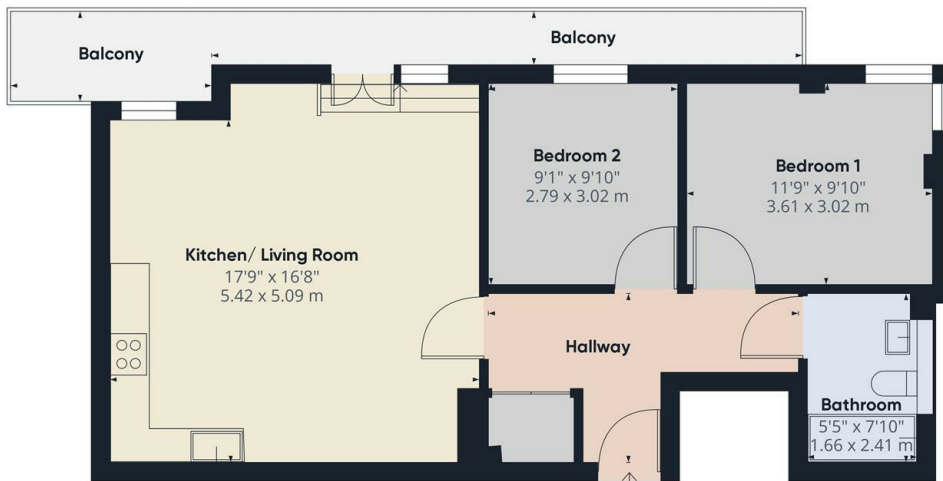 Balcony
Balcony
Bedroom 2
9'1" x 9'10"
2.79 x 3.02 m
Bedroom 1
11'9" x 9'10"
3.61 x 3.02 m
Kitchen/ Living Room
17'9" x 16'8"
5.42 x 5.09 m
Hallway
Bathroom
5'5" x 7'10"
1.66 x 2.41 m